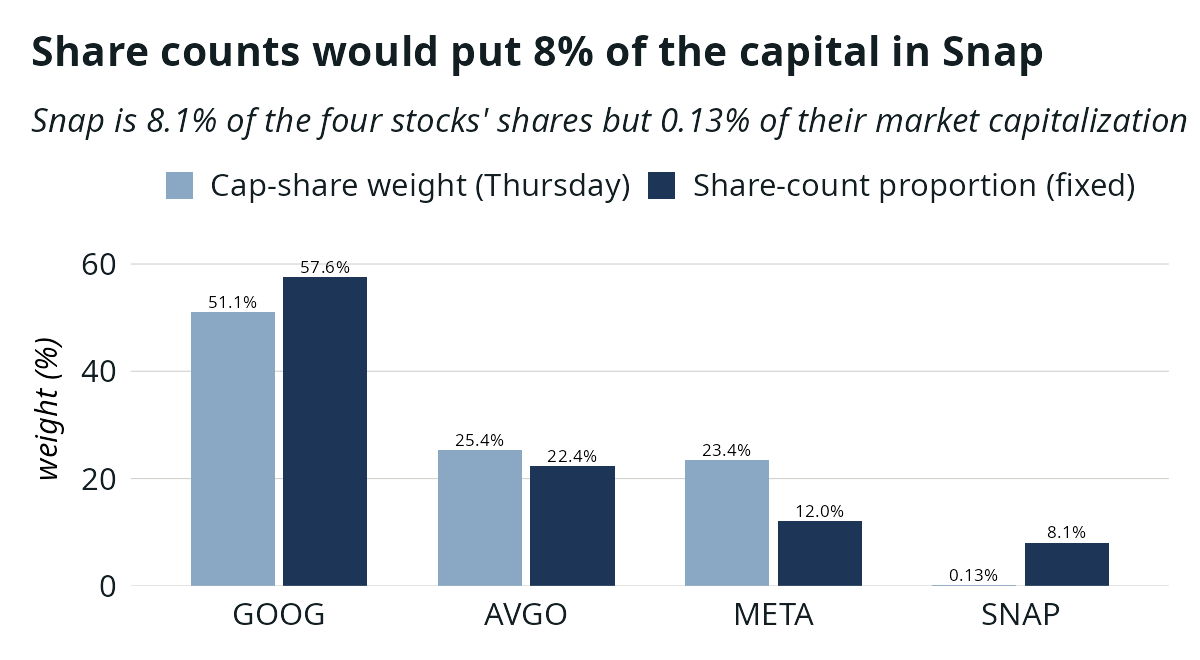 Share counts would put 8% of the capital in Snap
Snap is 8.1% of the four stocks' shares but 0.13% of their market capitalization
Cap-share weight (Thursday) Share-count proportion (fixed)
weight (%)
60
40
20
0
51.1% 57.6%
25.4% 22.4%
23.4% 12.0%
0.13% 8.1%
GOOG AVGO META SNAP